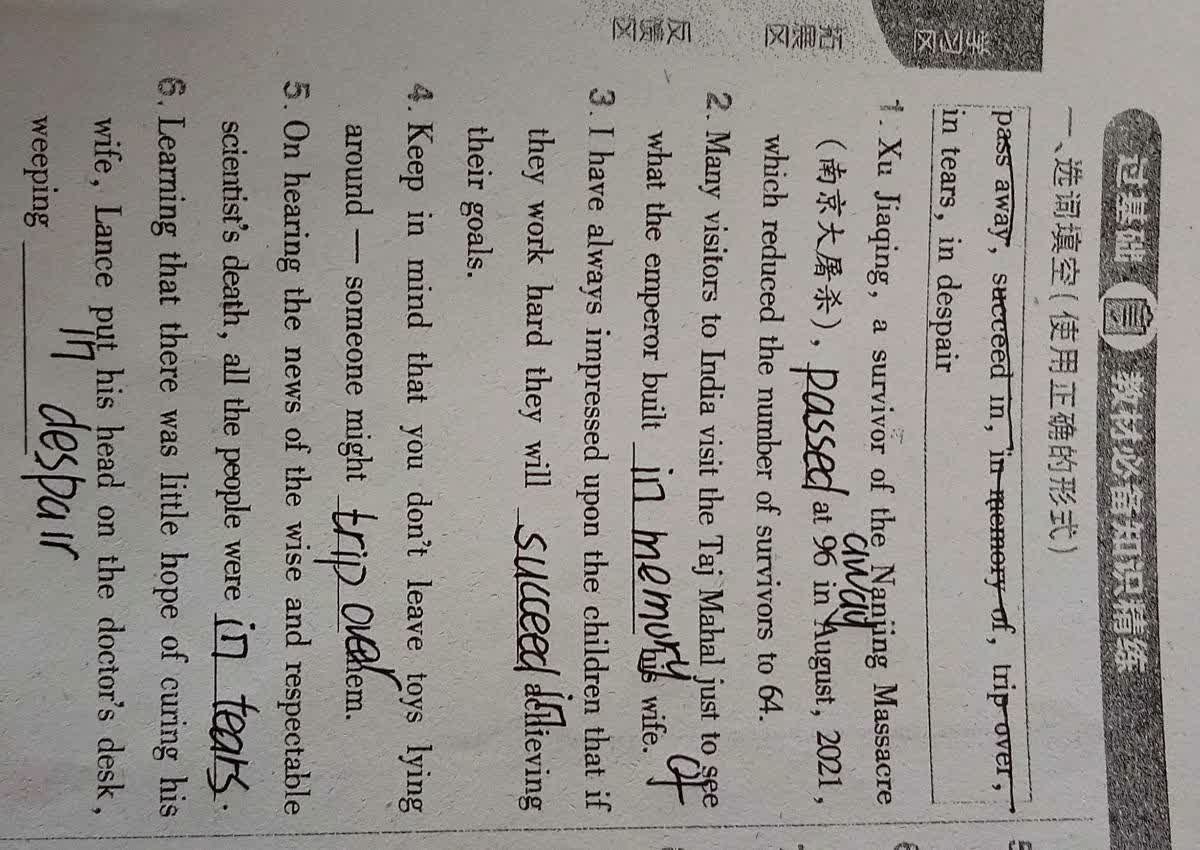 学习区
拓展区
反馈区
过基础 教材必备知识精练
一、选词填空(使用正确的形式)
pass away, succeed in, in memory of, trip over,
in tears, in despair
1. Xu Jiaqing, a survivor of the Nanjing Massacre
(南京大屠杀), passed away at 96 in August, 2021,
which reduced the number of survivors to 64.
2. Many visitors to India visit the Taj Mahal just to see
what the emperor built in memory of his wife.
3. I have always impressed upon the children that if
they work hard they will succeed in achieving
their goals.
4. Keep in mind that you don't leave toys lying
around — someone might trip over them.
5. On hearing the news of the wise and respectable
scientist's death, all the people were in tears.
6. Learning that there was little hope of curing his
wife, Lance put his head on the doctor's desk,
weeping in despair